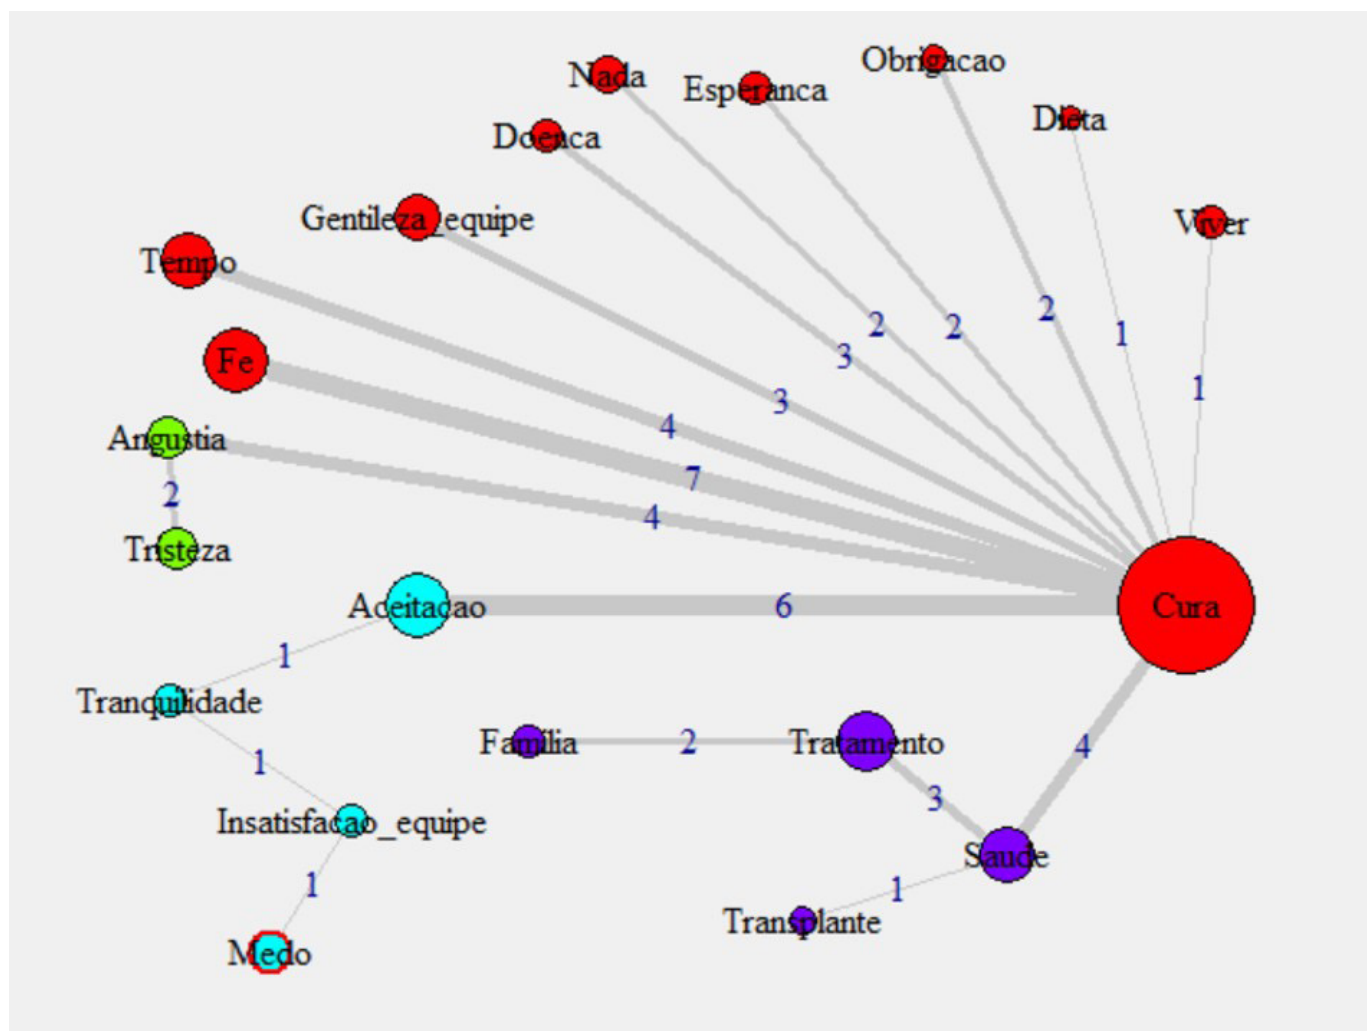 Obrigacao
Nada
Esperanca
Dieta
Doenca
Gentileza_equipe
Viver
Tempo
2
2
2
1
3
Fe
1
3
4
Angustia
7
2
4
Tristeza
Aceitacao
6
Cura
1
Tranquilidade
Familia
2
Tratamento
4
1
3
Insatisfacao_equipe
Saude
1
1
Transplante
Medo